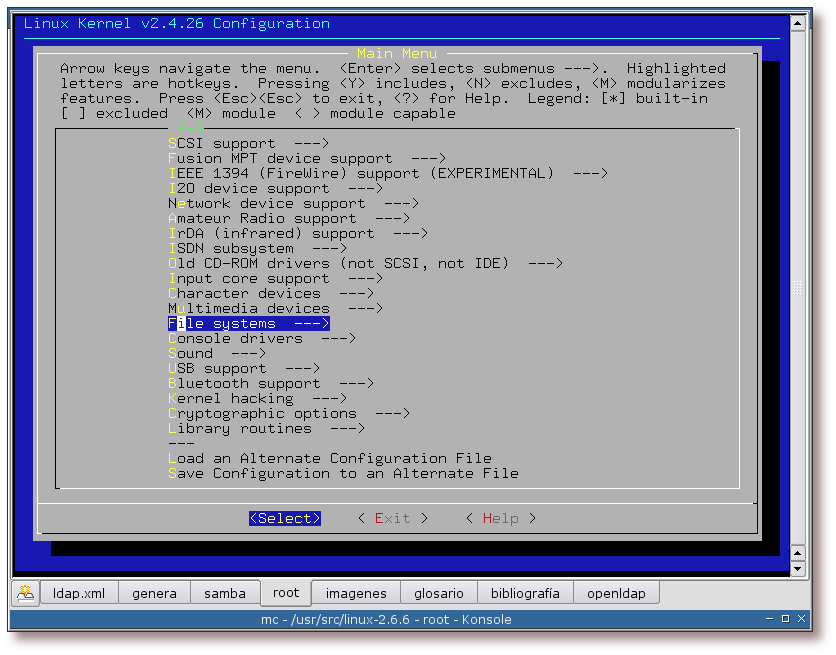 Linux Kernel v2.4.26 Configuration
Main Menu
Arrow keys navigate the menu.  <Enter> selects submenus --->.  Highlighted
letters are hotkeys.  Pressing <Y> includes, <N> excludes, <M> modularizes
features.  Press <Esc><Esc> to exit, <?> for Help.  Legend: [*] built-in
[ ] excluded  <M> module  < > module capable
SCSI support  --->
Fusion MPT device support  --->
IEEE 1394 (FireWire) support (EXPERIMENTAL)  --->
I2O device support  --->
Network device support  --->
Amateur Radio support  --->
IrDA (infrared) support  --->
ISDN subsystem  --->
Old CD-ROM drivers (not SCSI, not IDE)  --->
Input core support  --->
Character devices  --->
Multimedia devices  --->
File systems  --->
Console drivers  --->
Sound  --->
USB support  --->
Bluetooth support  --->
Kernel hacking  --->
Cryptographic options  --->
Library routines  --->
---
Load an Alternate Configuration File
Save Configuration to an Alternate File
<Select>    < Exit >    < Help >
ldap.xml genera samba root imagenes glosario bibliografía openldap
mc - /usr/src/linux-2.6.6 - root - Konsole